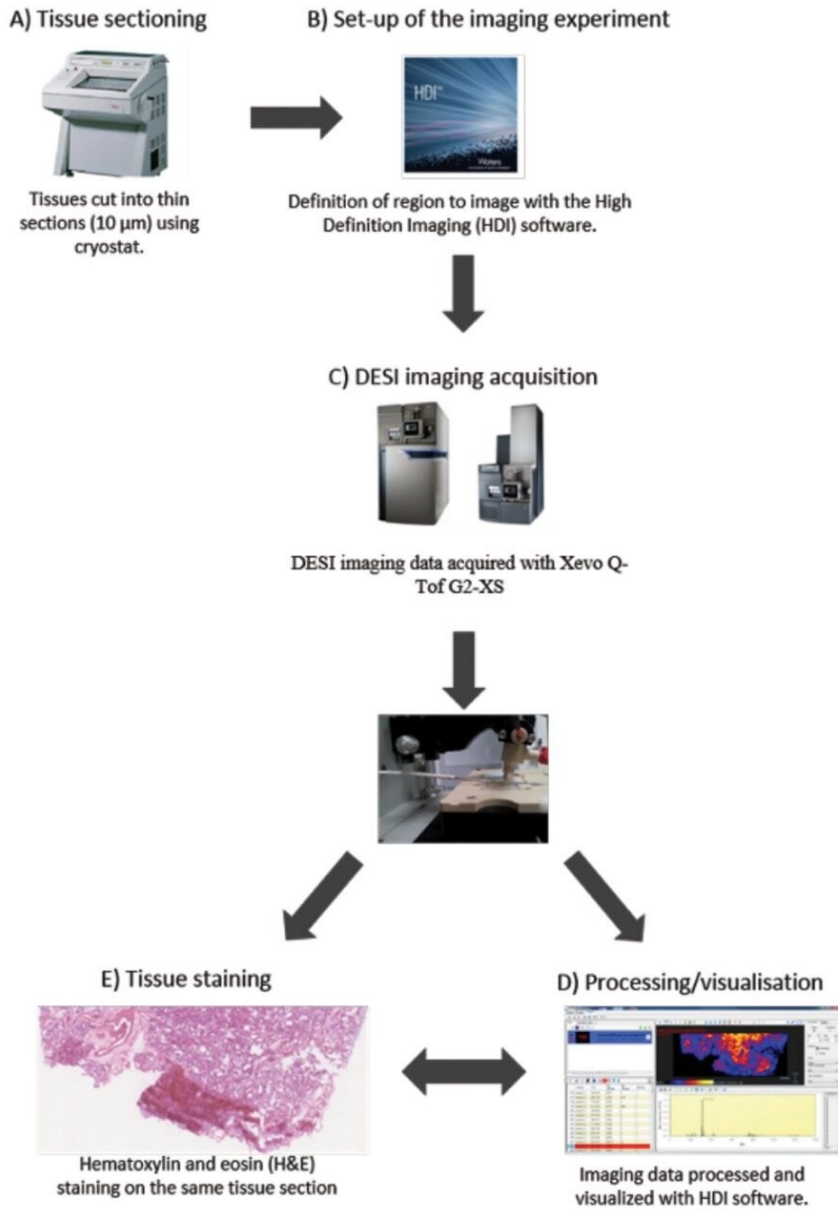 A) Tissue sectioning
Tissues cut into thin
sections (10 µm) using
cryostat.
B) Set-up of the imaging experiment
HDI™
Waters
Definition of region to image with the High
Definition Imaging (HDI) software.
C) DESI imaging acquisition
DESI imaging data acquired with Xevo Q-
Tof G2-XS
E) Tissue staining
Hematoxylin and eosin (H&E)
staining on the same tissue section
D) Processing/visualisation
Imaging data processed and
visualized with HDI software.